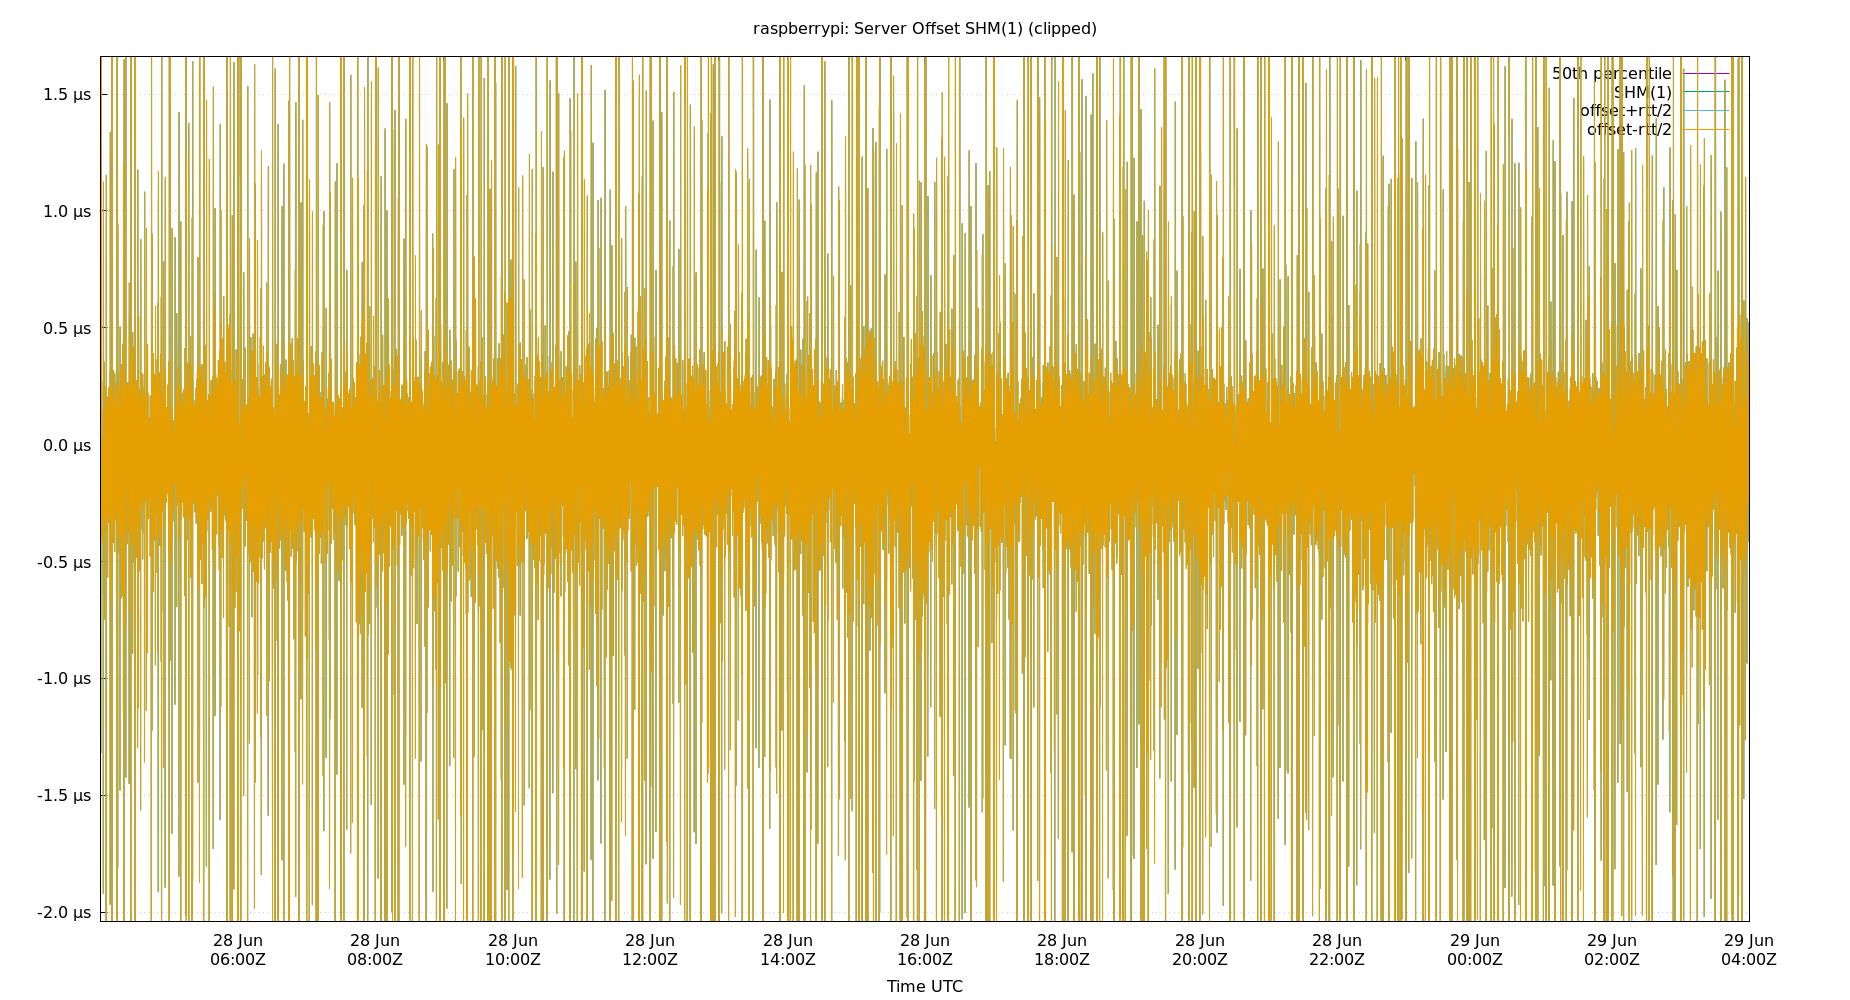 raspberrypi: Server Offset SHM(1) (clipped)
50th percentile
SHM(1)
offset+rtt/2
offset-rtt/2
1.5 µs
1.0 µs
0.5 µs
0.0 µs
-0.5 µs
-1.0 µs
-1.5 µs
-2.0 µs
28 Jun 28 Jun 28 Jun 28 Jun 28 Jun 28 Jun 28 Jun 28 Jun 28 Jun 29 Jun 29 Jun 29 Jun
06:00Z 08:00Z 10:00Z 12:00Z 14:00Z 16:00Z 18:00Z 20:00Z 22:00Z 00:00Z 02:00Z 04:00Z
Time UTC